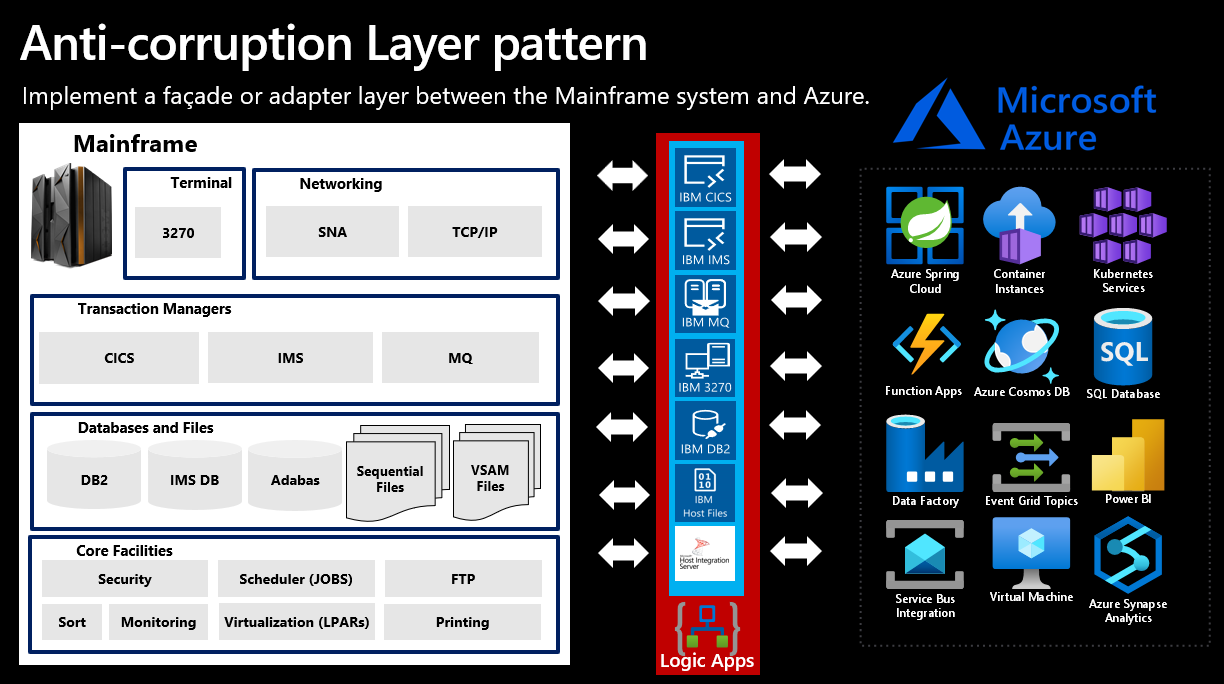 Anti-corruption Layer pattern
Implement a façade or adapter layer between the Mainframe system and Azure.
Microsoft
Azure
Mainframe
Terminal
3270
Networking
SNA
TCP/IP
Transaction Managers
CICS
IMS
MQ
Databases and Files
DB2
IMS DB
Adabas
Sequential
Files
VSAM
Files
Core Facilities
Security
Scheduler (JOBS)
FTP
Sort
Monitoring
Virtualization (LPARs)
Printing
IBM CICS
IBM IMS
IBM MQ
IBM 3270
IBM DB2
01
10
IBM
Host Files
Microsoft
Host Integration
Server
Logic Apps
Azure Spring
Cloud
Container
Instances
Kubernetes
Services
Function Apps
Azure Cosmos DB
SQL
SQL Database
Data Factory
Event Grid Topics
Power BI
Service Bus
Integration
Virtual Machine
Azure Synapse
Analytics